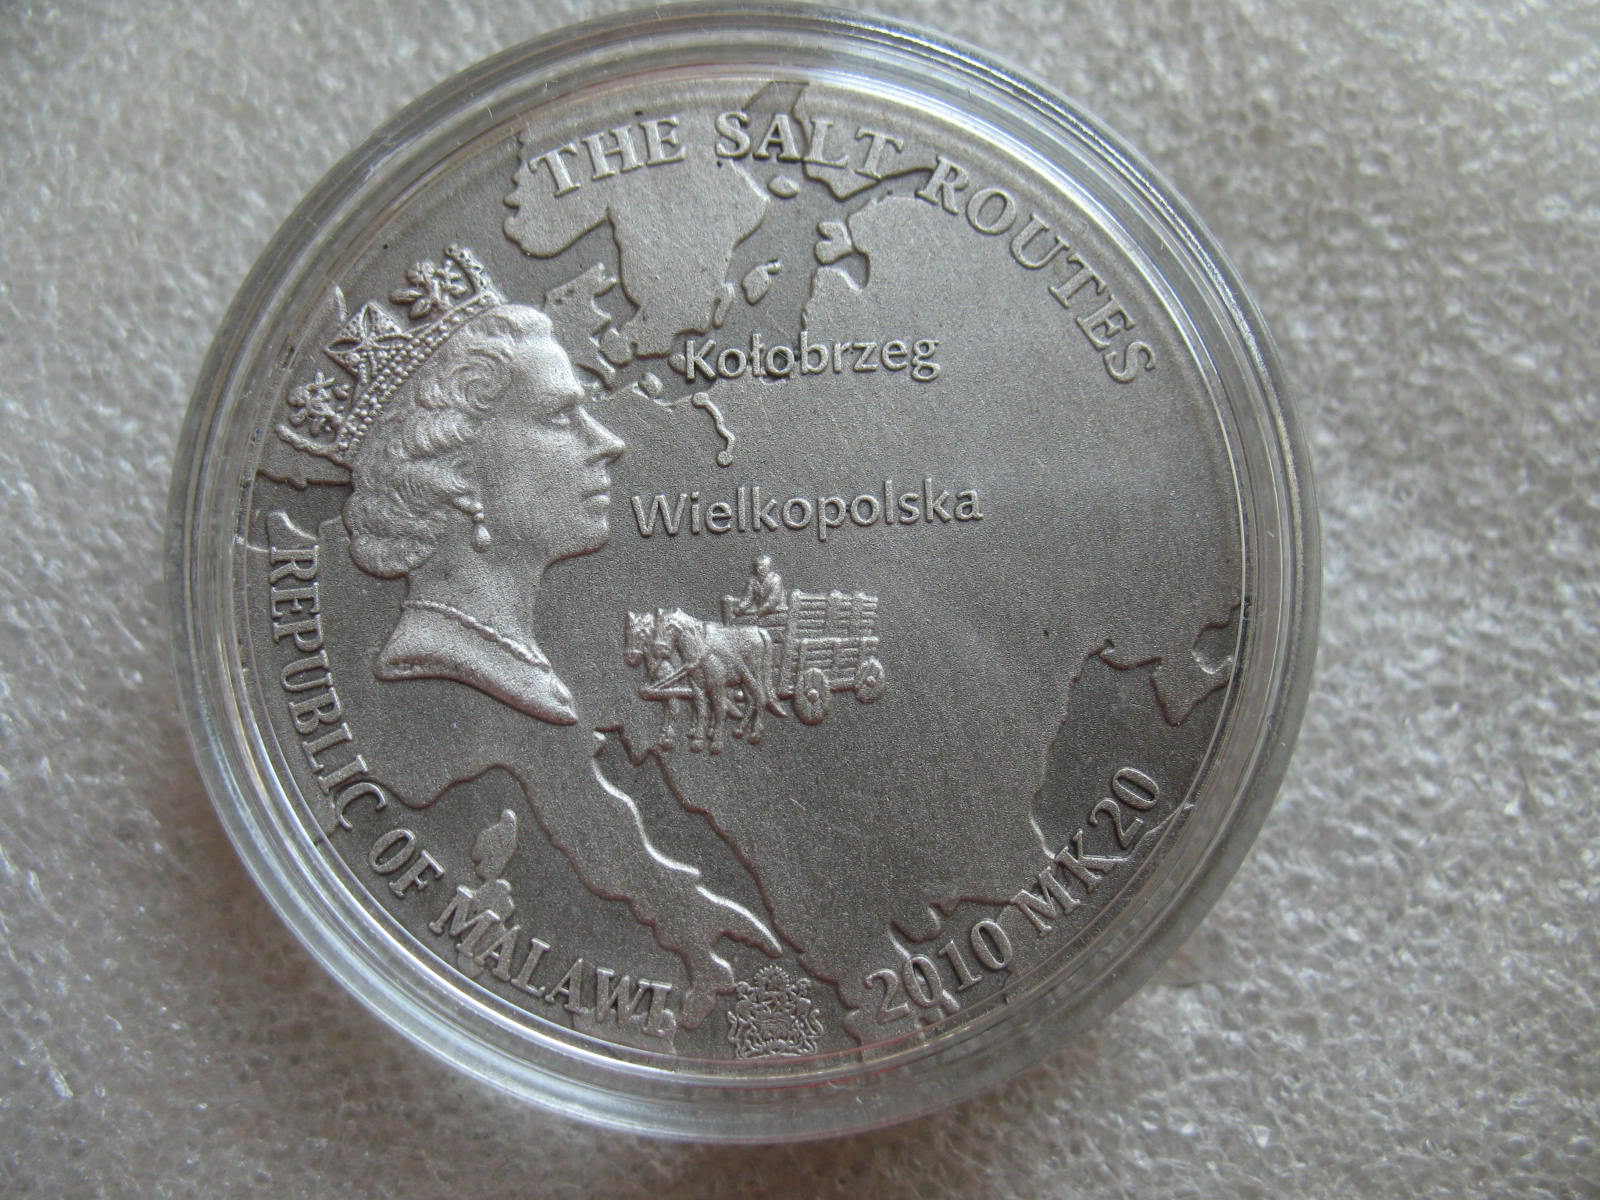 THE SALT ROUTES
Kołobrzeg
Wielkopolska
REPUBLIC OF MALAWI
2010 MK20